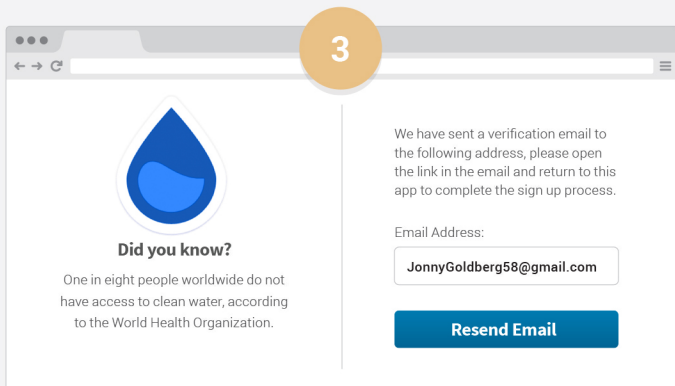 3
Did you know?
One in eight people worldwide do not
have access to clean water, according
to the World Health Organization.
We have sent a verification email to
the following address, please open
the link in the email and return to this
app to complete the sign up process.
Email Address:
JonnyGoldberg58@gmail.com
Resend Email